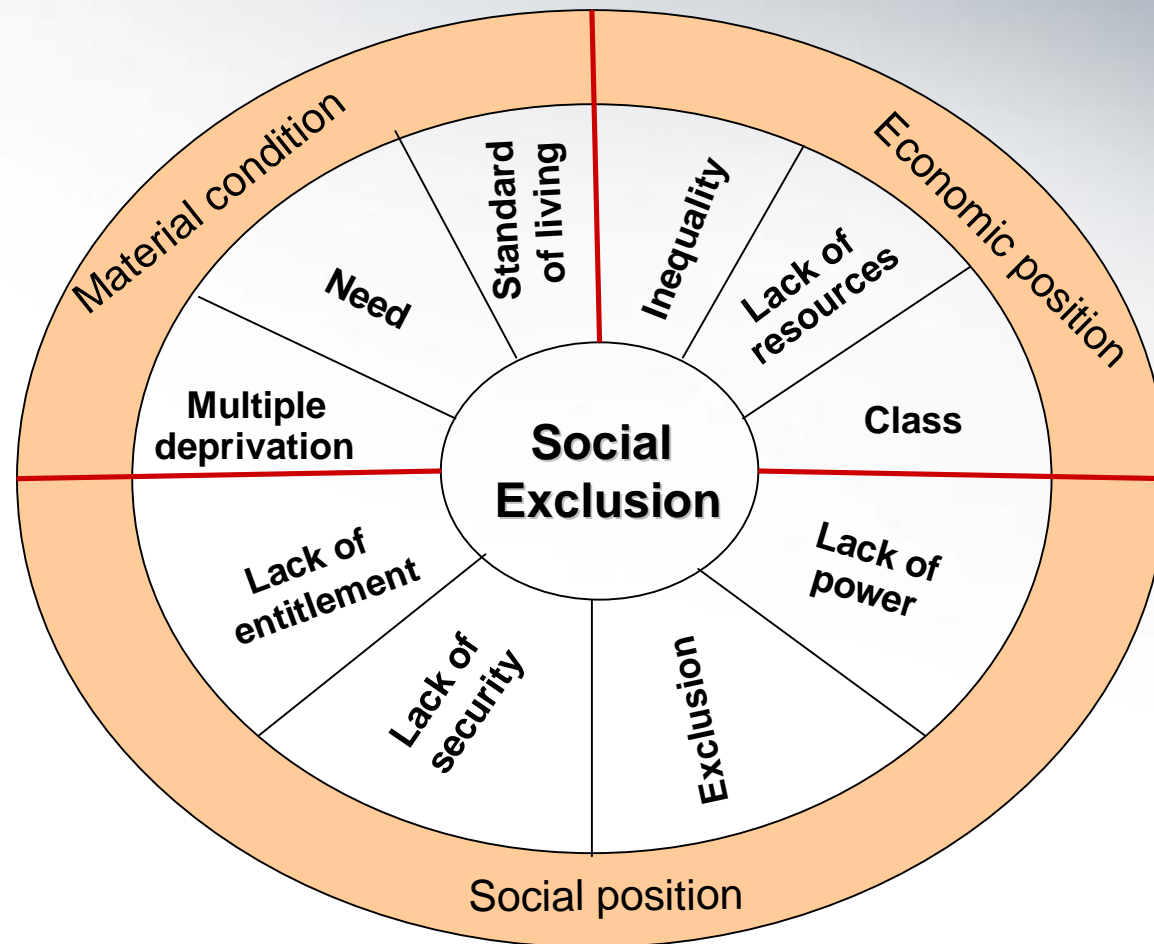 Material condition
Economic position
Standard
of living
Inequality
Need
Lack of
resources
Multiple
deprivation
Class
Social
Exclusion
Lack of
entitlement
Lack of
power
Lack of
security
Exclusion
Social position